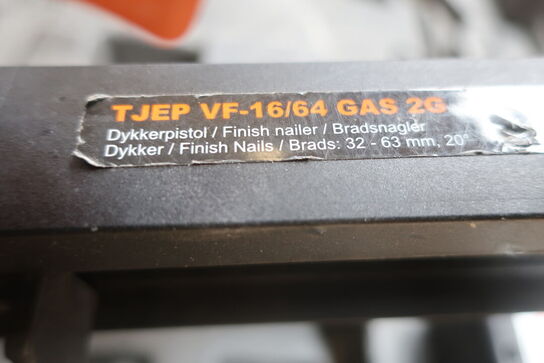 TJEP VF-16/64 GAS 2G
Dykkerpistol / Finish nailer / Bradsnagler
Dykker / Finish Nails / Brads: 32 - 63 mm, 20°